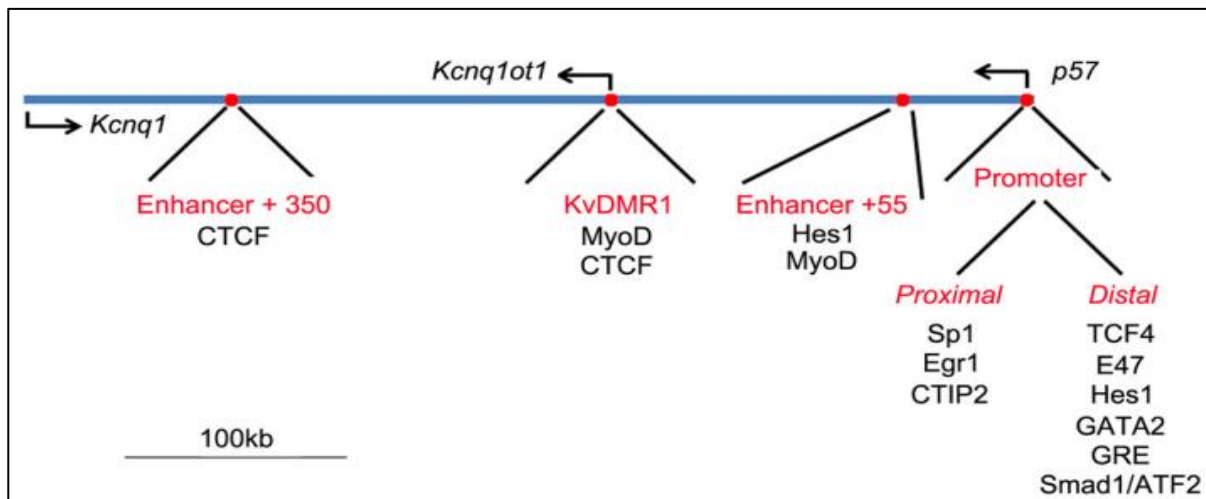 Kcnq1ot1
p57
Kcnq1
Enhancer + 350
CTCF
KvDMR1
MyoD
CTCF
Enhancer +55
Hes1
MyoD
Promoter
Proximal
Sp1
Egr1
CTIP2
Distal
TCF4
E47
Hes1
GATA2
GRE
Smad1/ATF2
100kb